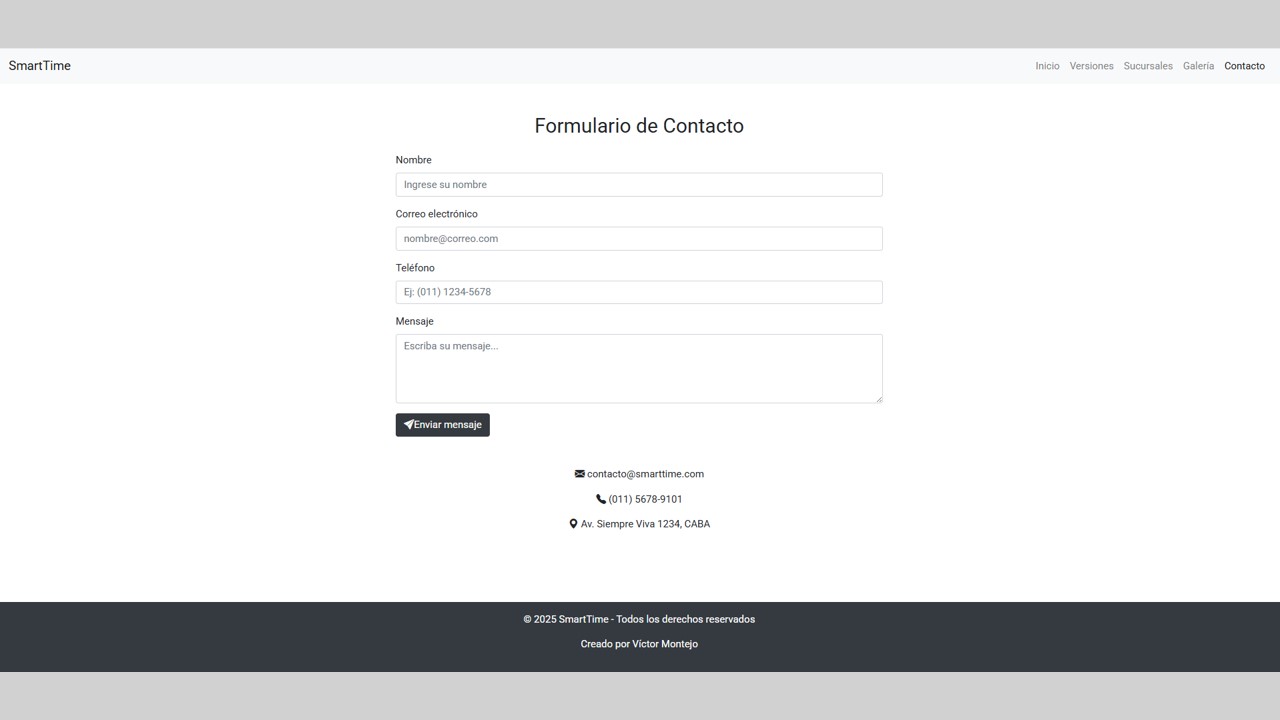 SmartTime
Inicio Versiones Sucursales Galería Contacto
Formulario de Contacto
Nombre
Ingrese su nombre
Correo electrónico
nombre@correo.com
Teléfono
Ej: (011) 1234-5678
Mensaje
Escriba su mensaje...
Enviar mensaje
contacto@smarttime.com
(011) 5678-9101
Av. Siempre Viva 1234, CABA
© 2025 SmartTime - Todos los derechos reservados
Creado por Víctor Montejo